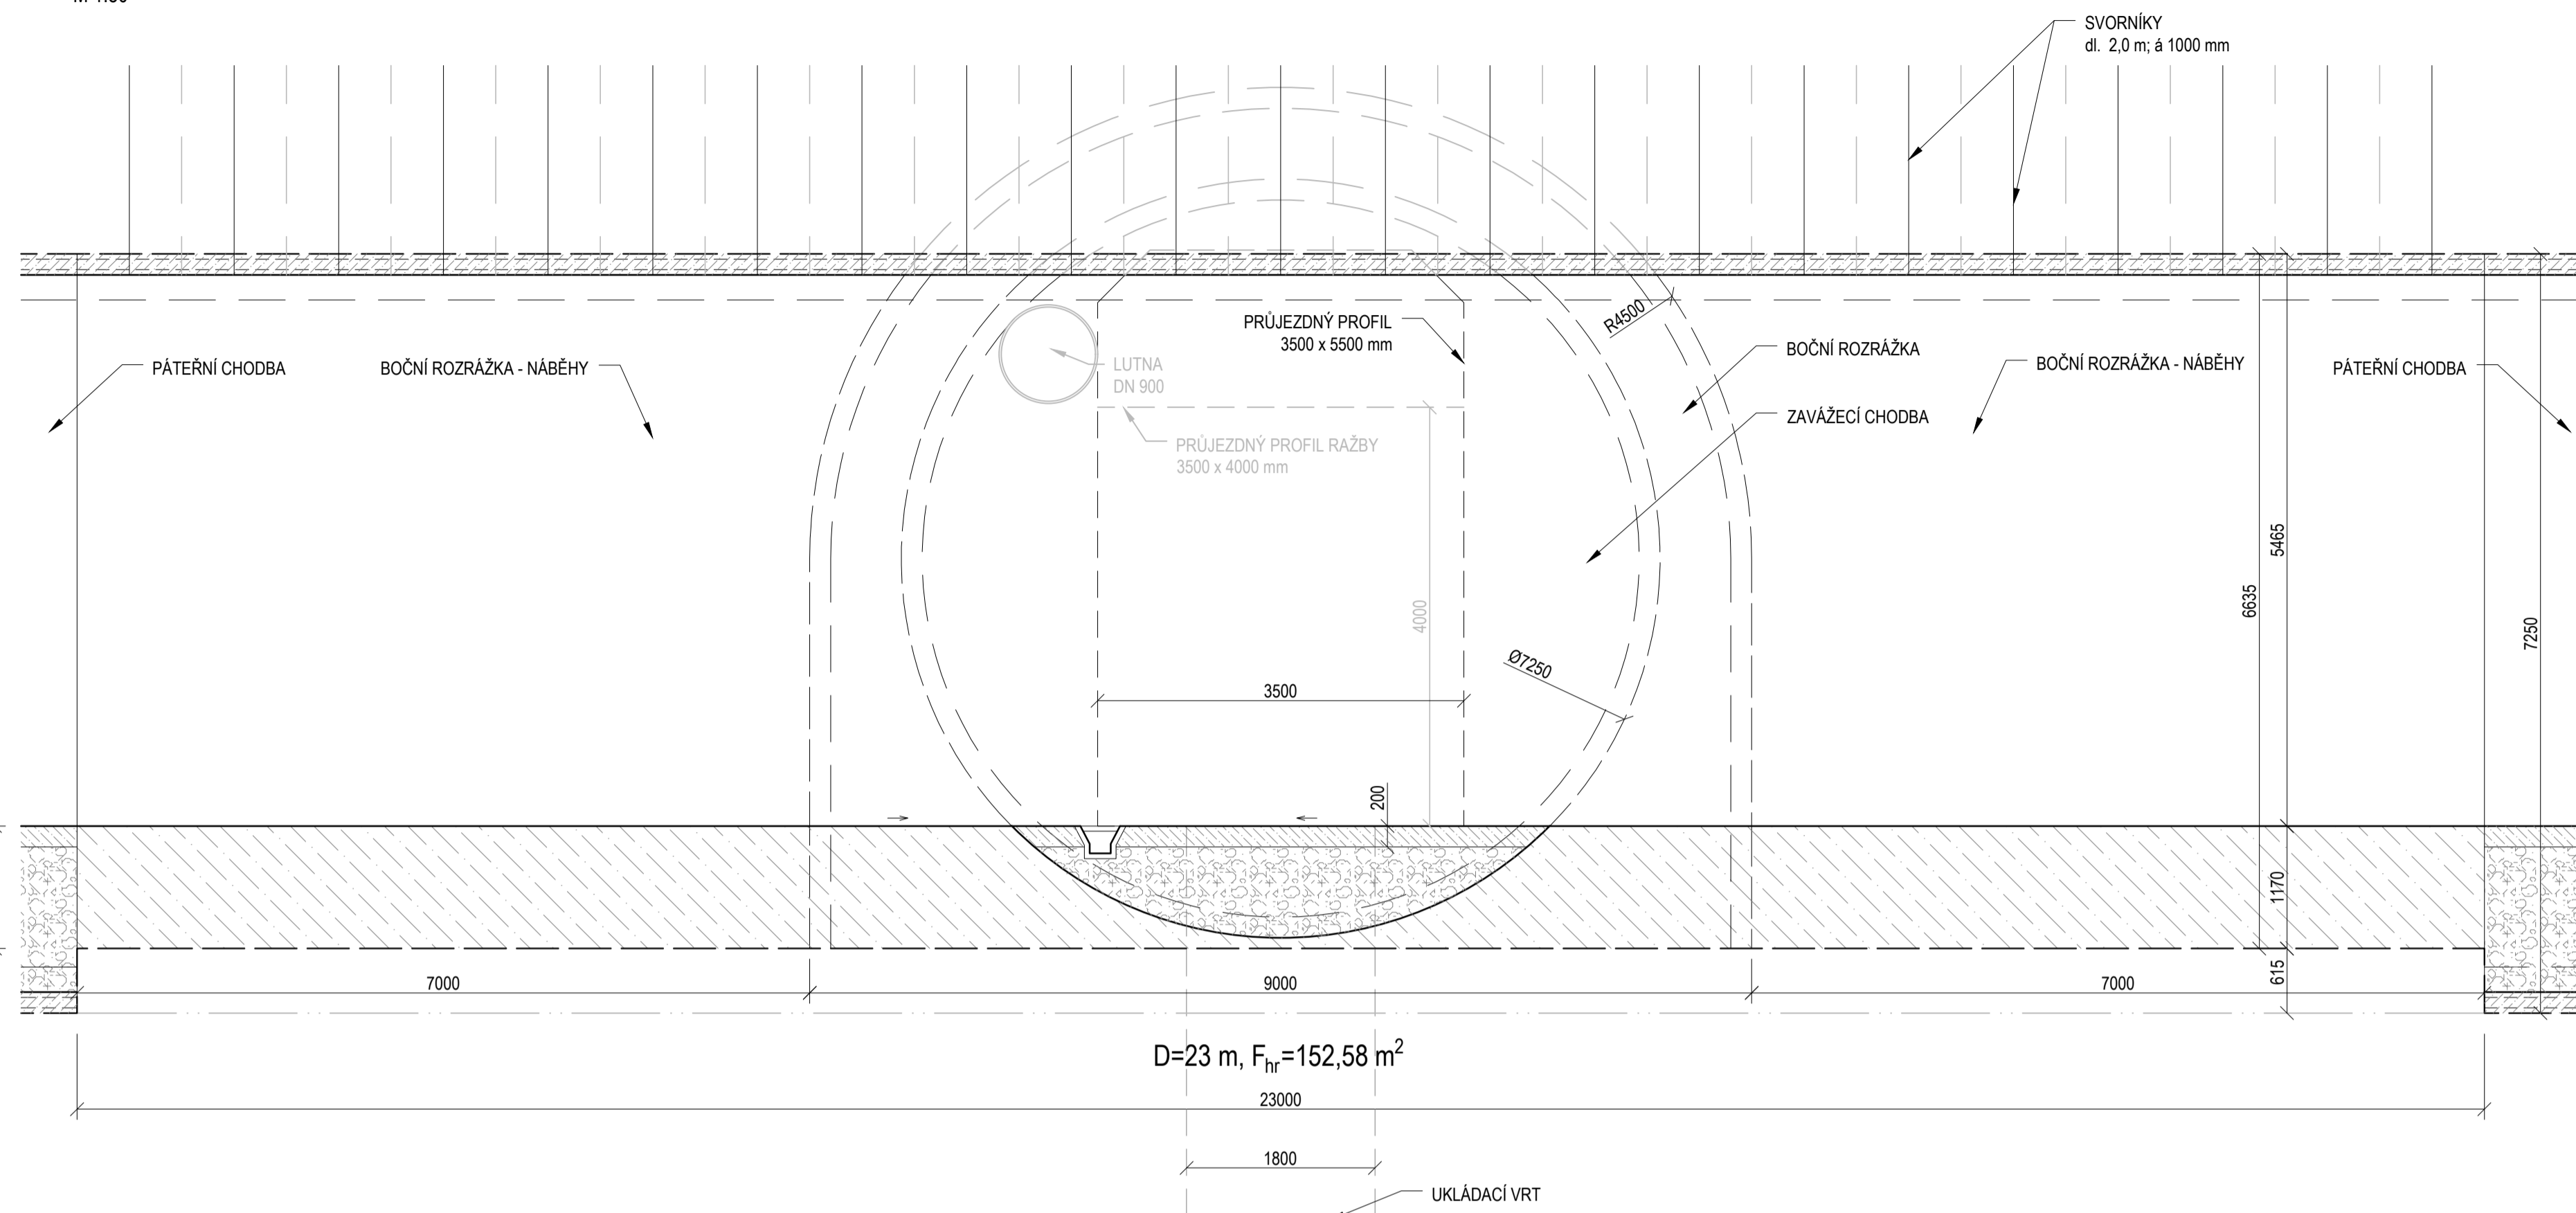 SVORNÍKY
dl. 2,0 m; á 1000 mm
PRŮJEZDNÝ PROFIL
3500 x 5500 mm
R4500
BOČNÍ ROZRÁŽKA
BOČNÍ ROZRÁŽKA - NÁBĚHY
PÁTEŘNÍ CHODBA
PÁTEŘNÍ CHODBA
BOČNÍ ROZRÁŽKA - NÁBĚHY
LUTNA
DN 900
ZAVÁŽECÍ CHODBA
PRŮJEZDNÝ PROFIL RAŽBY
3500 x 4000 mm
5465
6635
7250
4000
Ø7250
3500
200
1170
615
7000
9000
7000
D=23 m, Fhr=152,58 m2
23000
1800
UKLÁDACÍ VRT